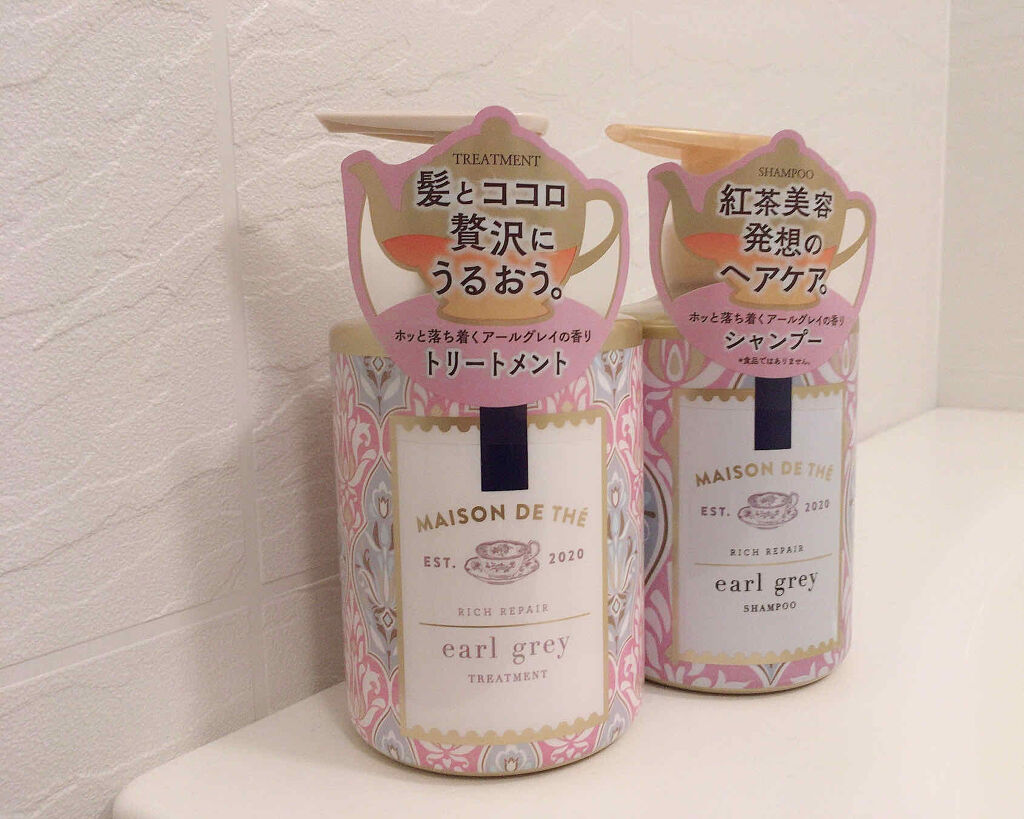 TREATMENT
髪とココロ
贅沢に
うるおう。
ホッと落ち着くアールグレイの香り
トリートメント
MAISON DE THÉ
EST. 2020
RICH REPAIR
earl grey
TREATMENT
SHAMPOO
紅茶美容
発想の
ヘアケア。
ホッと落ち着くアールグレイの香り
シャンプー
※食品ではありません。
MAISON DE THÉ
EST. 2020
RICH REPAIR
earl grey
SHAMPOO